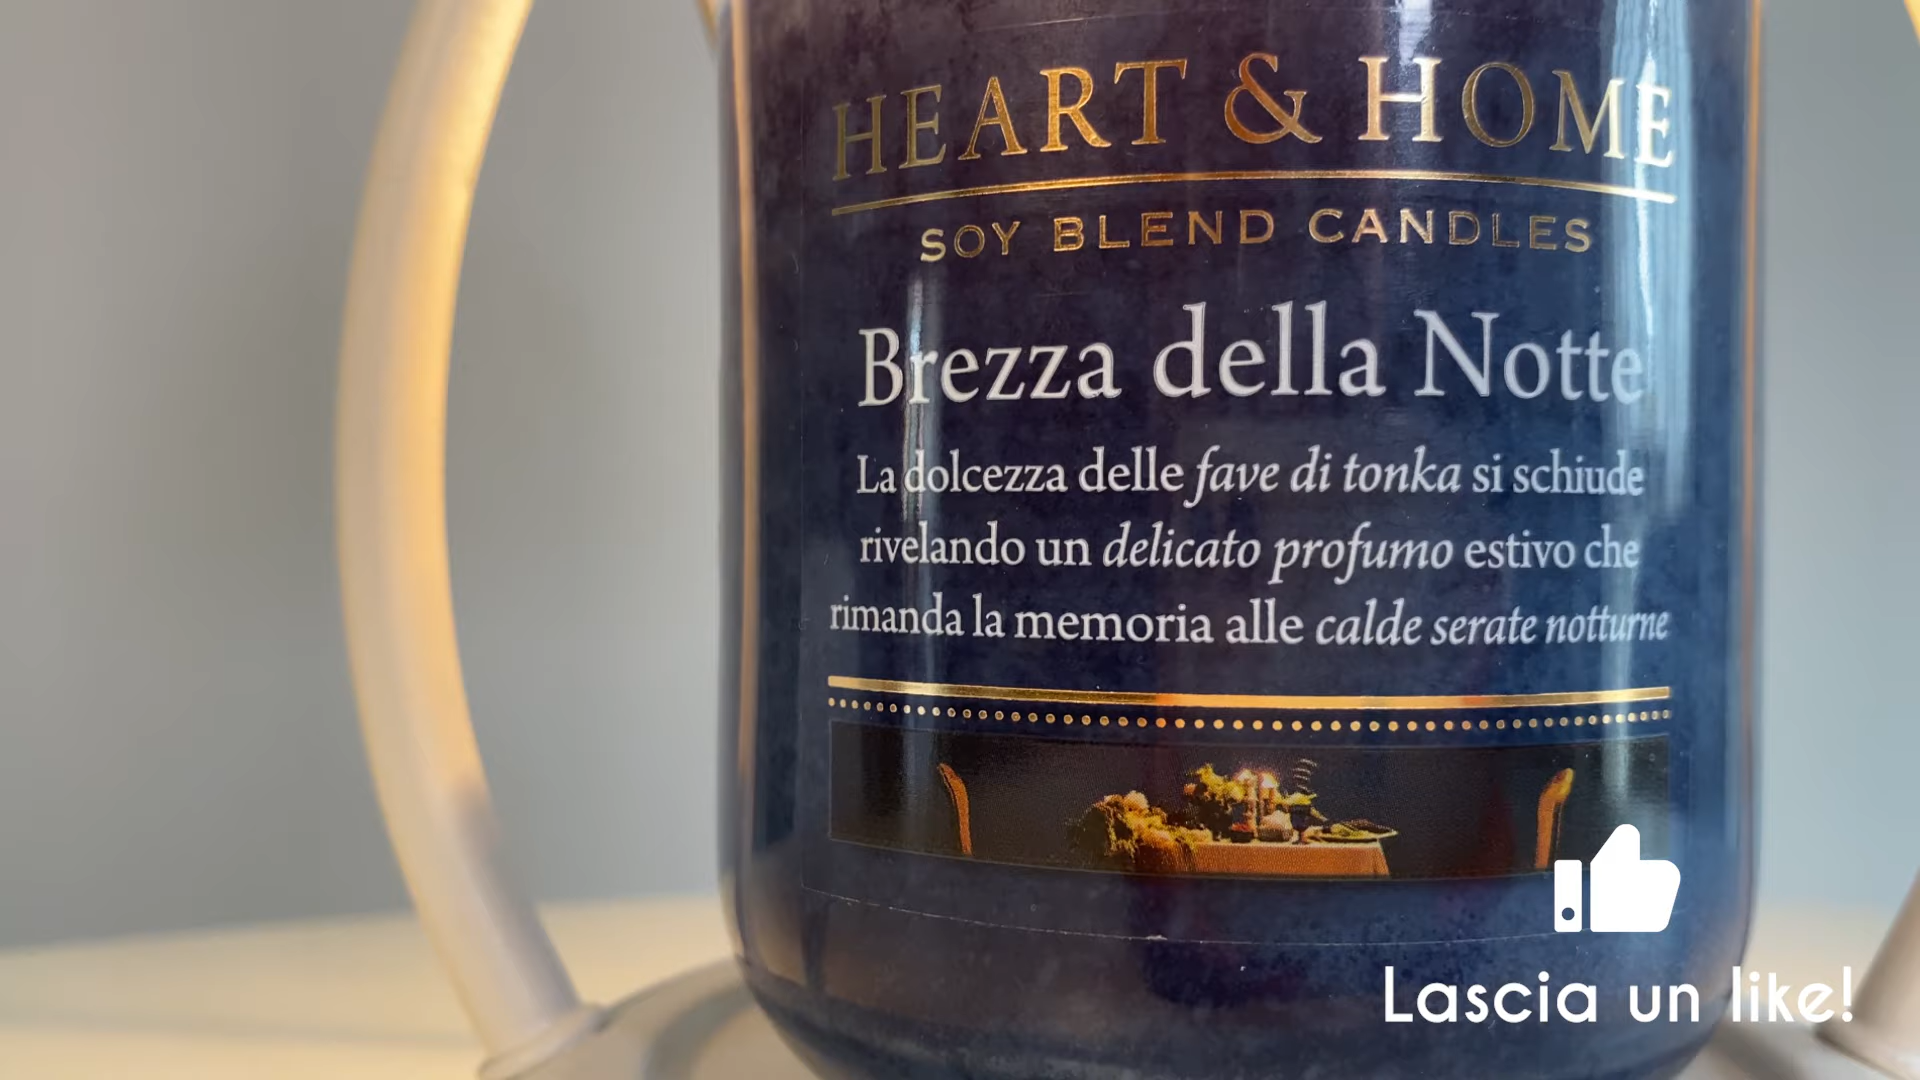 HEART & HOME
SOY BLEND CANDLES
Brezza della Notte
La dolcezza delle fave di tonka si schiude
rivelando un delicato profumo estivo che
rimanda la memoria alle calde serate notturne
Lascia un like!